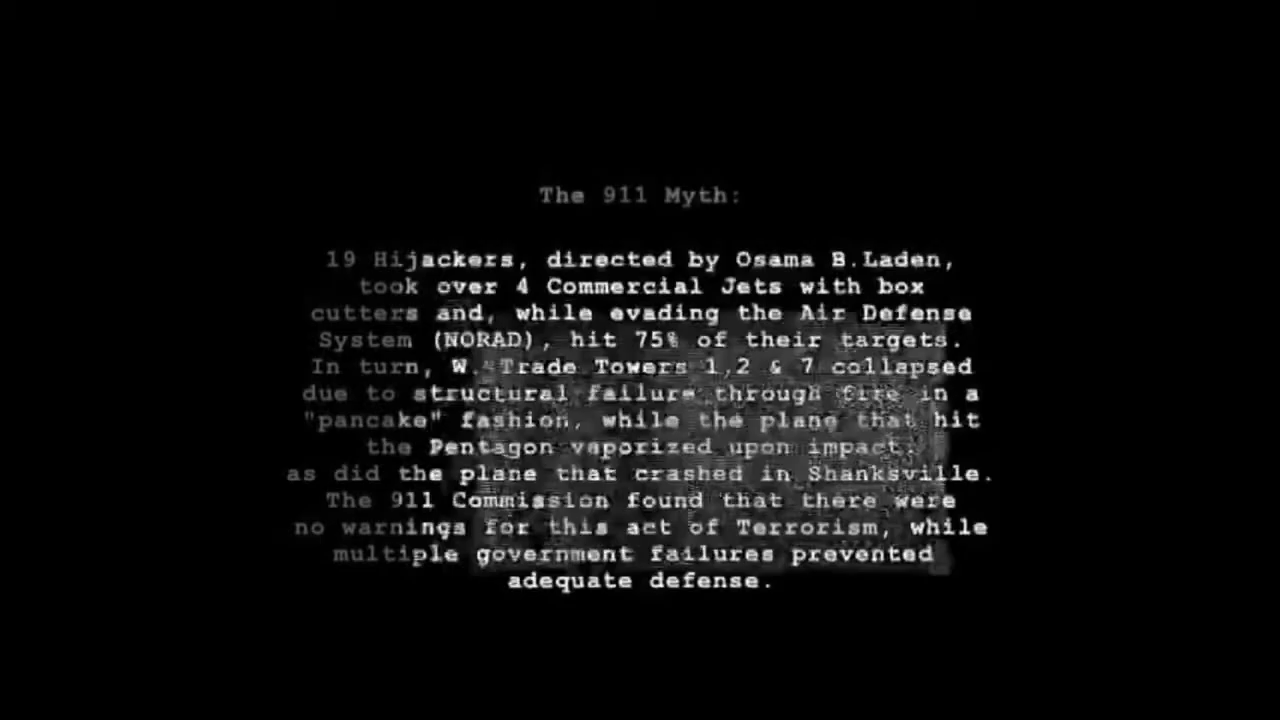 The 911 Myth:
19 Hijackers, directed by Osama B.Laden,
took over 4 Commercial Jets with box
cutters and, while evading the Air Defense
System (NORAD), hit 75% of their targets.
In turn, W. Trade Towers 1,2 & 7 collapsed
due to structural failure through fire in a
"pancake" fashion, while the plane that hit
the Pentagon vaporized upon impact,
as did the plane that crashed in Shanksville.
The 911 Commission found that there were
no warnings for this act of Terrorism, while
multiple government failures prevented
adequate defense.